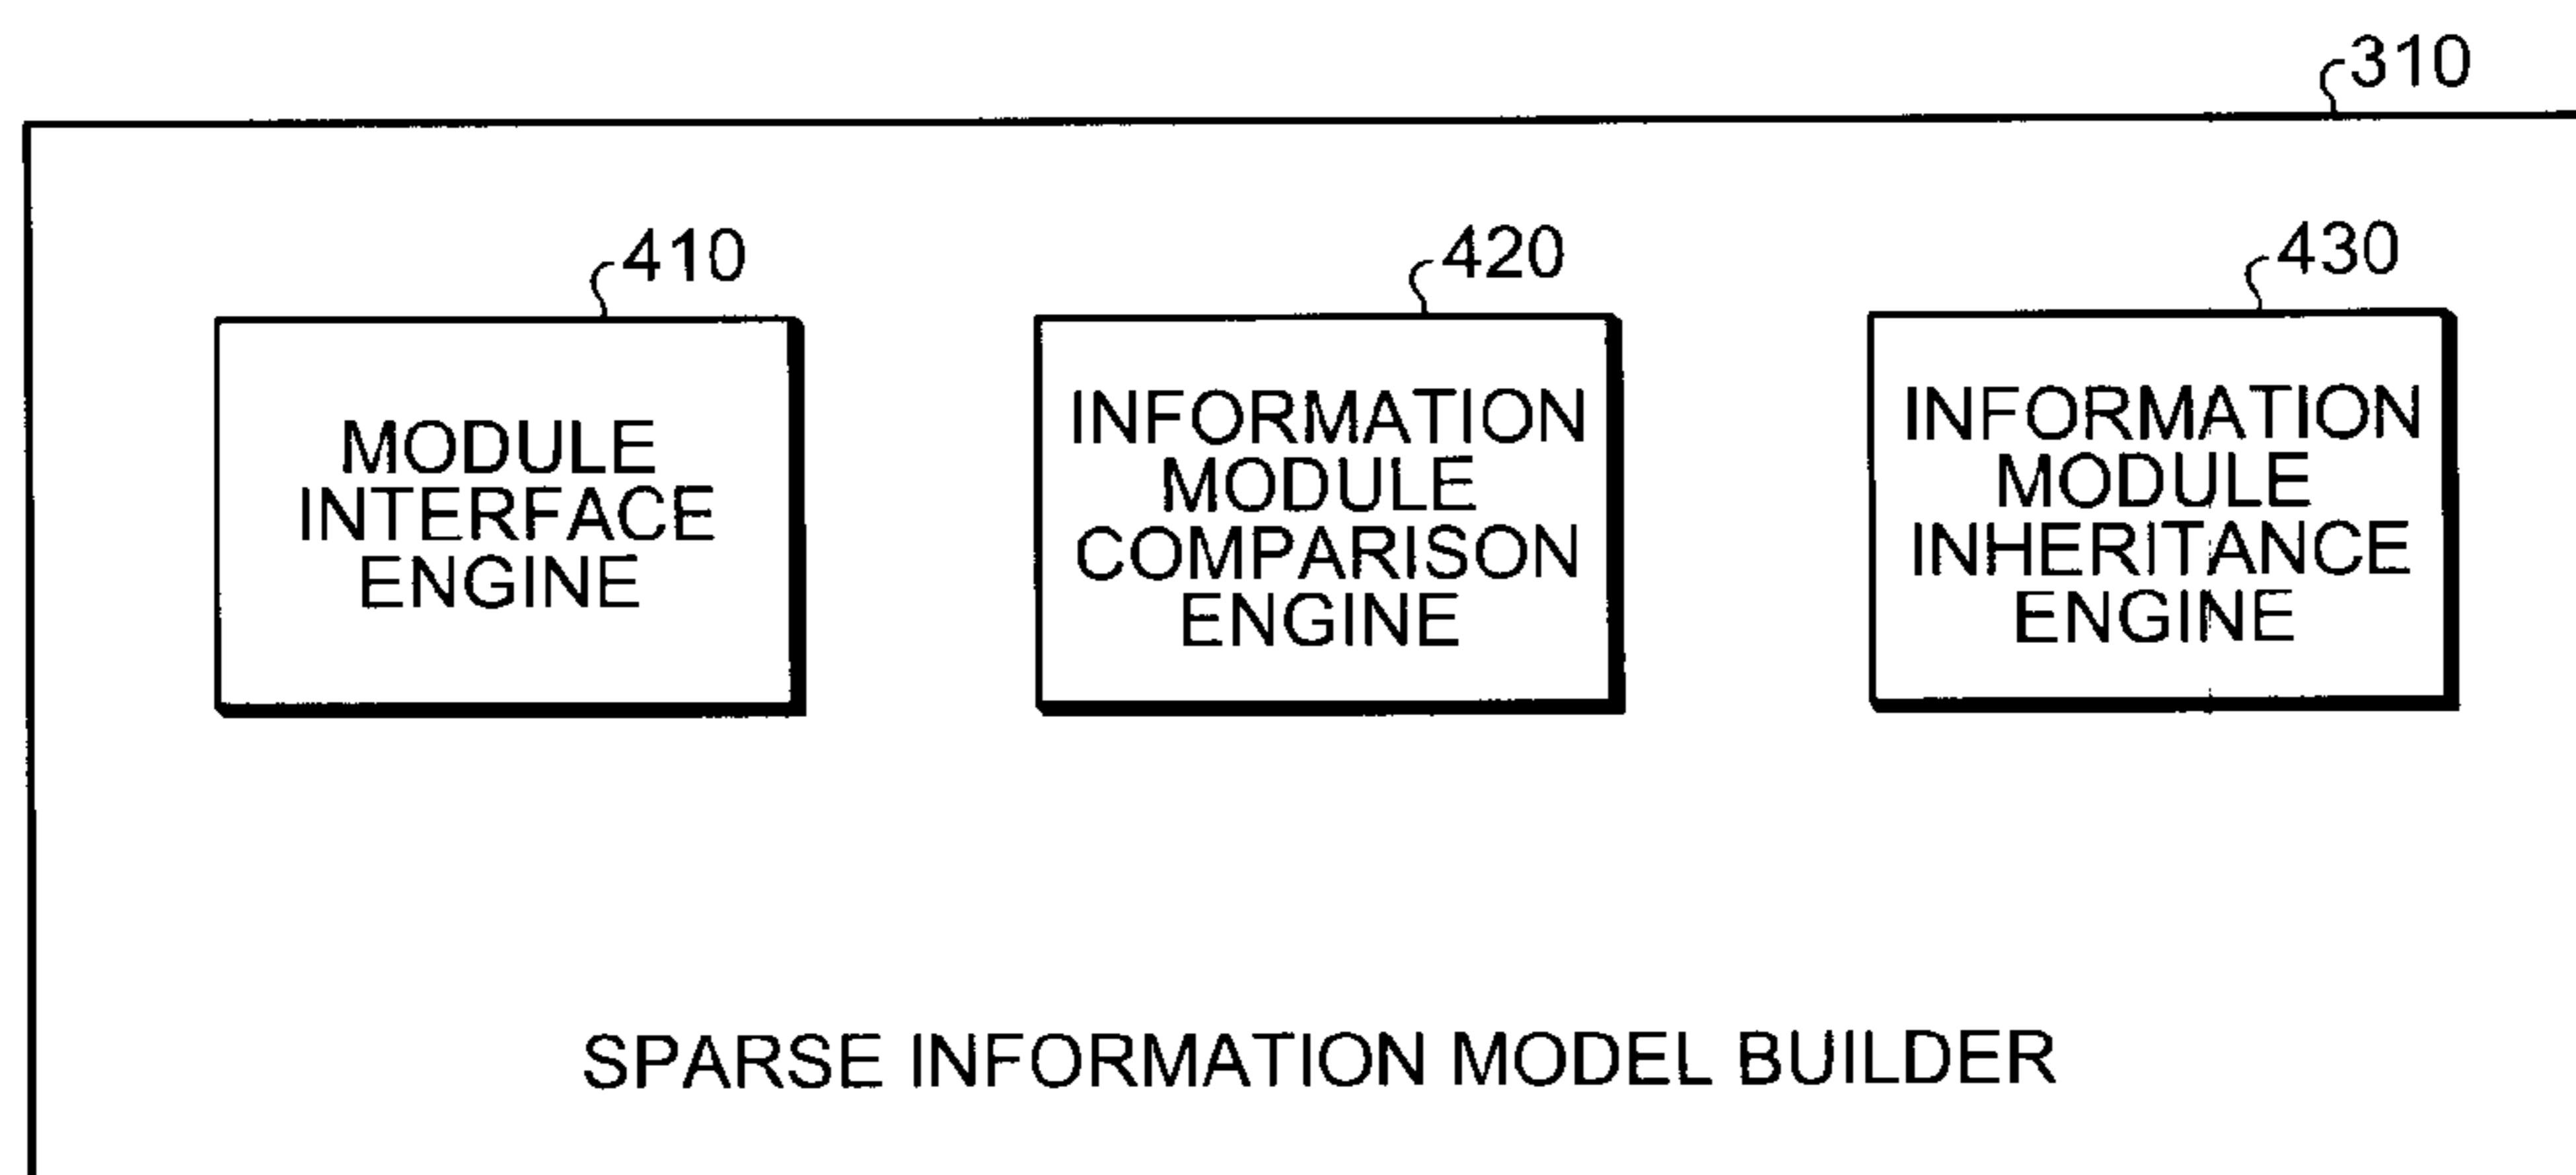 310
410
420
430
MODULE
INTERFACE
ENGINE
INFORMATION
MODULE
COMPARISON
ENGINE
INFORMATION
MODULE
INHERITANCE
ENGINE
SPARSE INFORMATION MODEL BUILDER